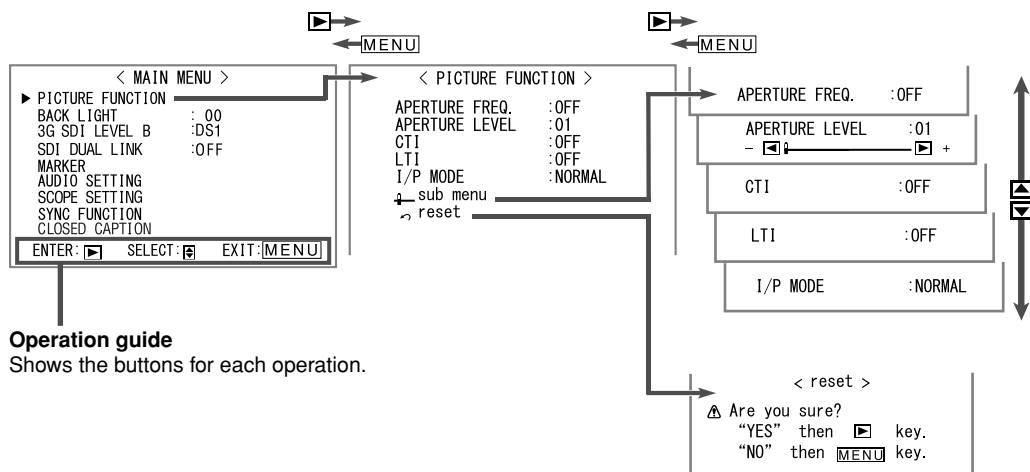 ▶→
←MENU
▶→
←MENU
< MAIN MENU >
▶ PICTURE FUNCTION
BACK LIGHT : 00
3G SDI LEVEL B :DS1
SDI DUAL LINK :OFF
MARKER
AUDIO SETTING
SCOPE SETTING
SYNC FUNCTION
CLOSED CAPTION
ENTER: ▶ SELECT: EXIT: MENU
Operation guide
Shows the buttons for each operation.
< PICTURE FUNCTION >
APERTURE FREQ. :OFF
APERTURE LEVEL :01
CTI :OFF
LTI :OFF
I/P MODE :NORMAL
sub menu
reset
APERTURE FREQ. :OFF
APERTURE LEVEL :01
– ◀ ▶ +
CTI :OFF
LTI :OFF
I/P MODE :NORMAL
▲
▼
< reset >
⚠ Are you sure?
“YES” then ▶ key.
“NO” then MENU key.